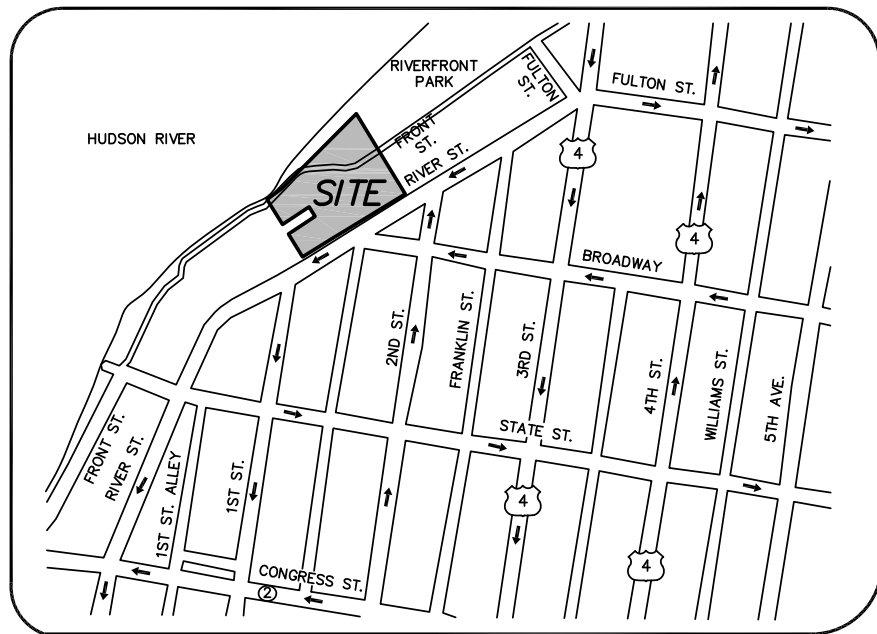 RIVERFRONT
PARK
FULTON
ST.
FULTON ST.
HUDSON RIVER
FRONT
ST.
RIVER ST.
4
SITE
4
BROADWAY
2ND ST.
FRANKLIN ST.
3RD ST.
4TH ST.
WILLIAMS ST.
5TH AVE.
STATE ST.
FRONT ST.
RIVER ST.
1ST ST. ALLEY
1ST ST.
4
4
CONGRESS ST.
2